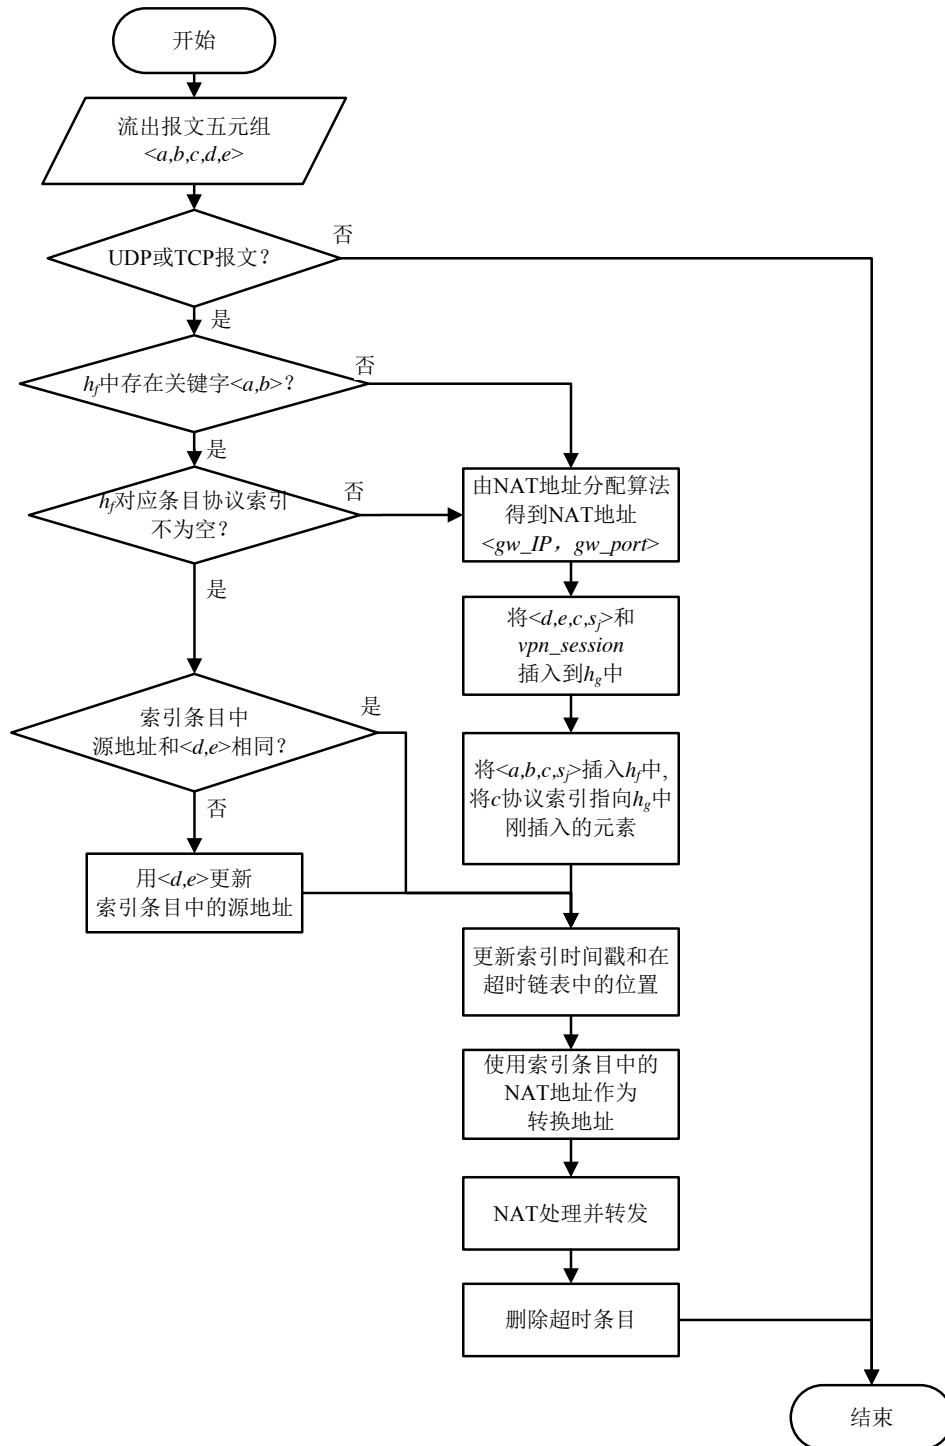 开始
流出报文五元组
<a,b,c,d,e>
否
UDP或TCP报文？
是
否
hf中存在关键字<a,b>？
是
否
hf对应条目协议索引
不为空？
由NAT地址分配算法
得到NAT地址
<gw_IP，gw_port>
是
将<d,e,c,sj>和
vpn_session
插入到hg中
是
索引条目中
源地址和<d,e>相同？
将<a,b,c,sj>插入hf中,
将c协议索引指向hg中
刚插入的元素
否
用<d,e>更新
索引条目中的源地址
更新索引时间戳和在
超时链表中的位置
使用索引条目中的
NAT地址作为
转换地址
NAT处理并转发
删除超时条目
结束